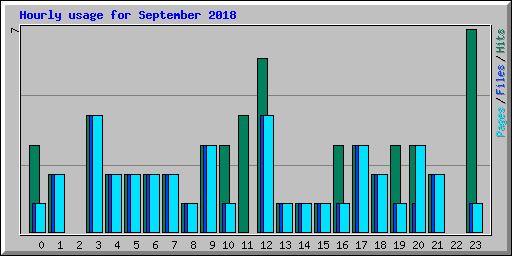 Hourly usage for September 2018
7
Pages/Files/Hits
0 1 2 3 4 5 6 7 8 9 10 11 12 13 14 15 16 17 18 19 20 21 22 23